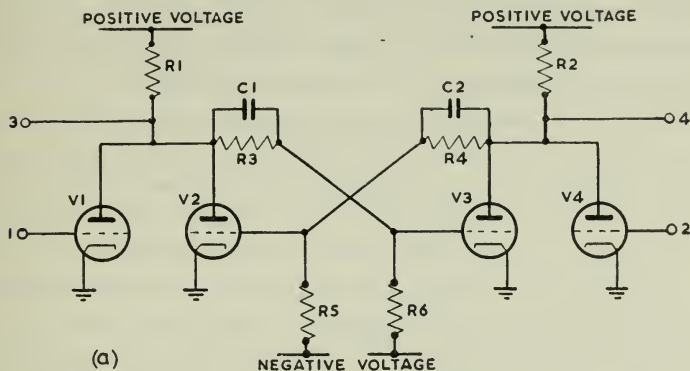 POSITIVE VOLTAGE
POSITIVE VOLTAGE
R1
R2
C1
C2
3
4
R3
R4
V1
V2
V3
V4
1
2
R5
R6
(a)
NEGATIVE VOLTAGE